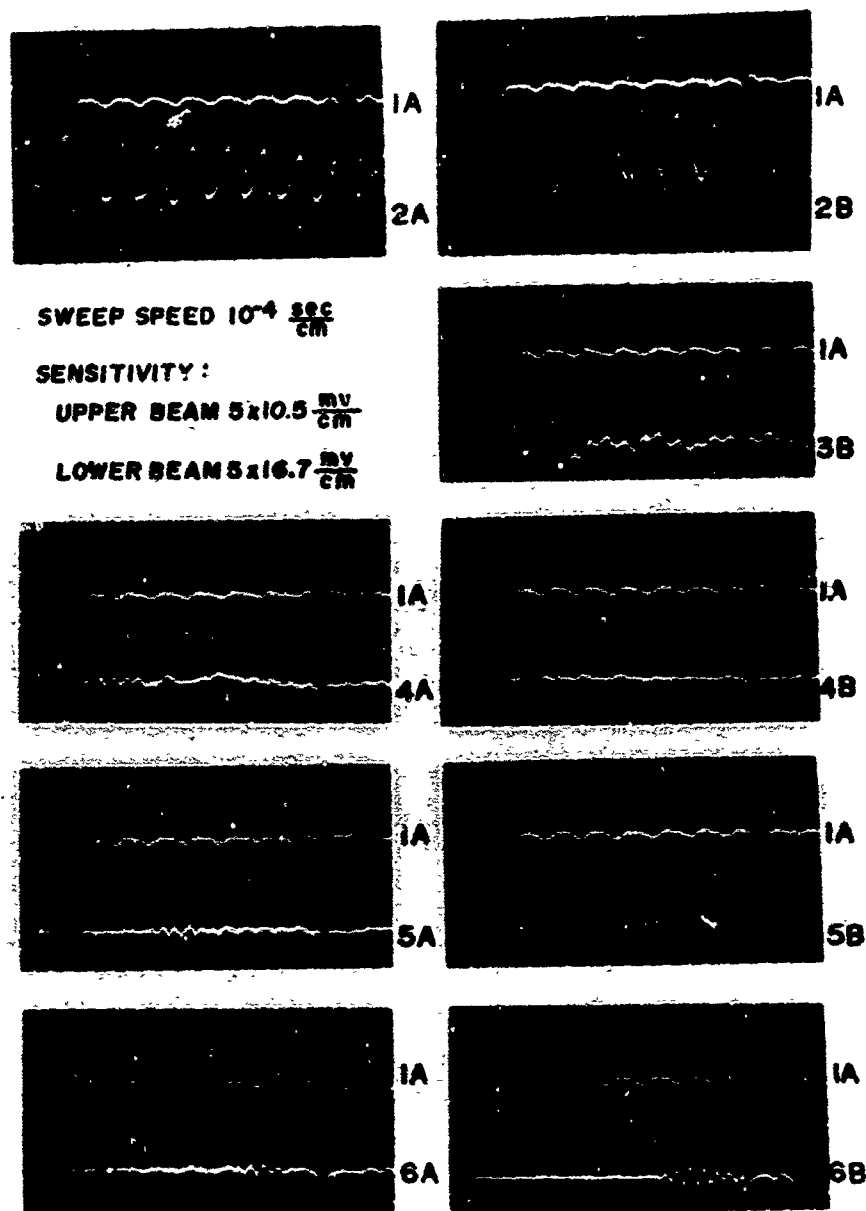 1A
2A
1A
2B
SWEEP SPEED 10⁻⁴ sec/cm
SENSITIVITY:
UPPER BEAM 5x10.5 mv/cm
LOWER BEAM 5x16.7 mv/cm
1A
3B
1A
4A
1A
4B
1A
5A
1A
5B
1A
6A
1A
6B